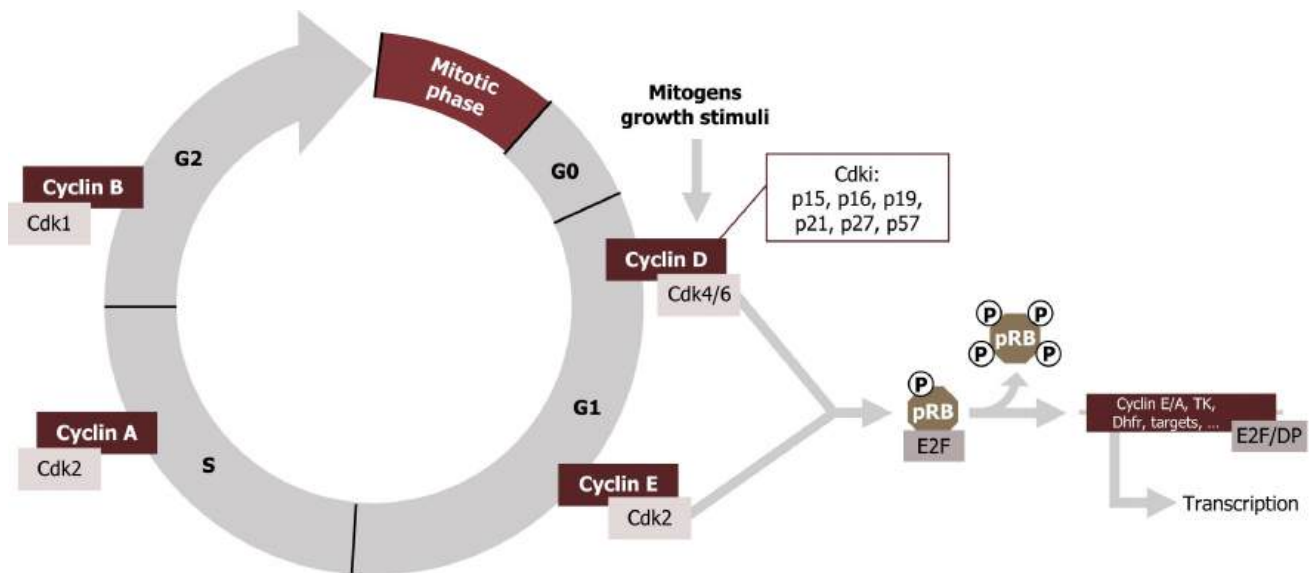 Mitotic
phase
G0
G1
S
G2
Mitogens
growth stimuli
Cdki:
p15, p16, p19,
p21, p27, p57
Cyclin D
Cdk4/6
Cyclin E
Cdk2
Cyclin A
Cdk2
Cyclin B
Cdk1
P
pRB
E2F
P
P
pRB
P
P
Cyclin E/A, TK,
Dhfr, targets, ...
E2F/DP
Transcription